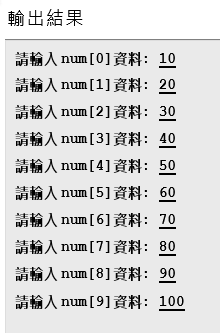 輸出結果
請輸入num[0]資料: 10
請輸入num[1]資料: 20
請輸入num[2]資料: 30
請輸入num[3]資料: 40
請輸入num[4]資料: 50
請輸入num[5]資料: 60
請輸入num[6]資料: 70
請輸入num[7]資料: 80
請輸入num[8]資料: 90
請輸入num[9]資料: 100